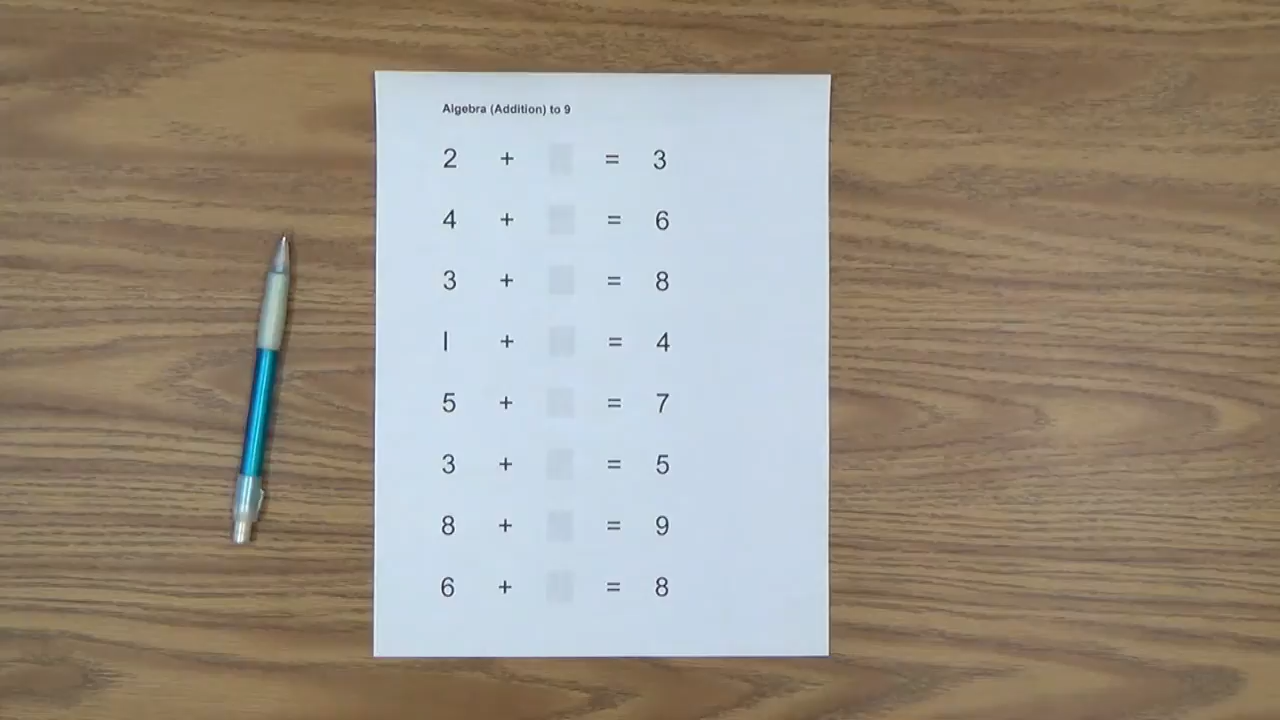 Algebra (Addition) to 9
2 + = 3
4 + = 6
3 + = 8
1 + = 4
5 + = 7
3 + = 5
8 + = 9
6 + = 8